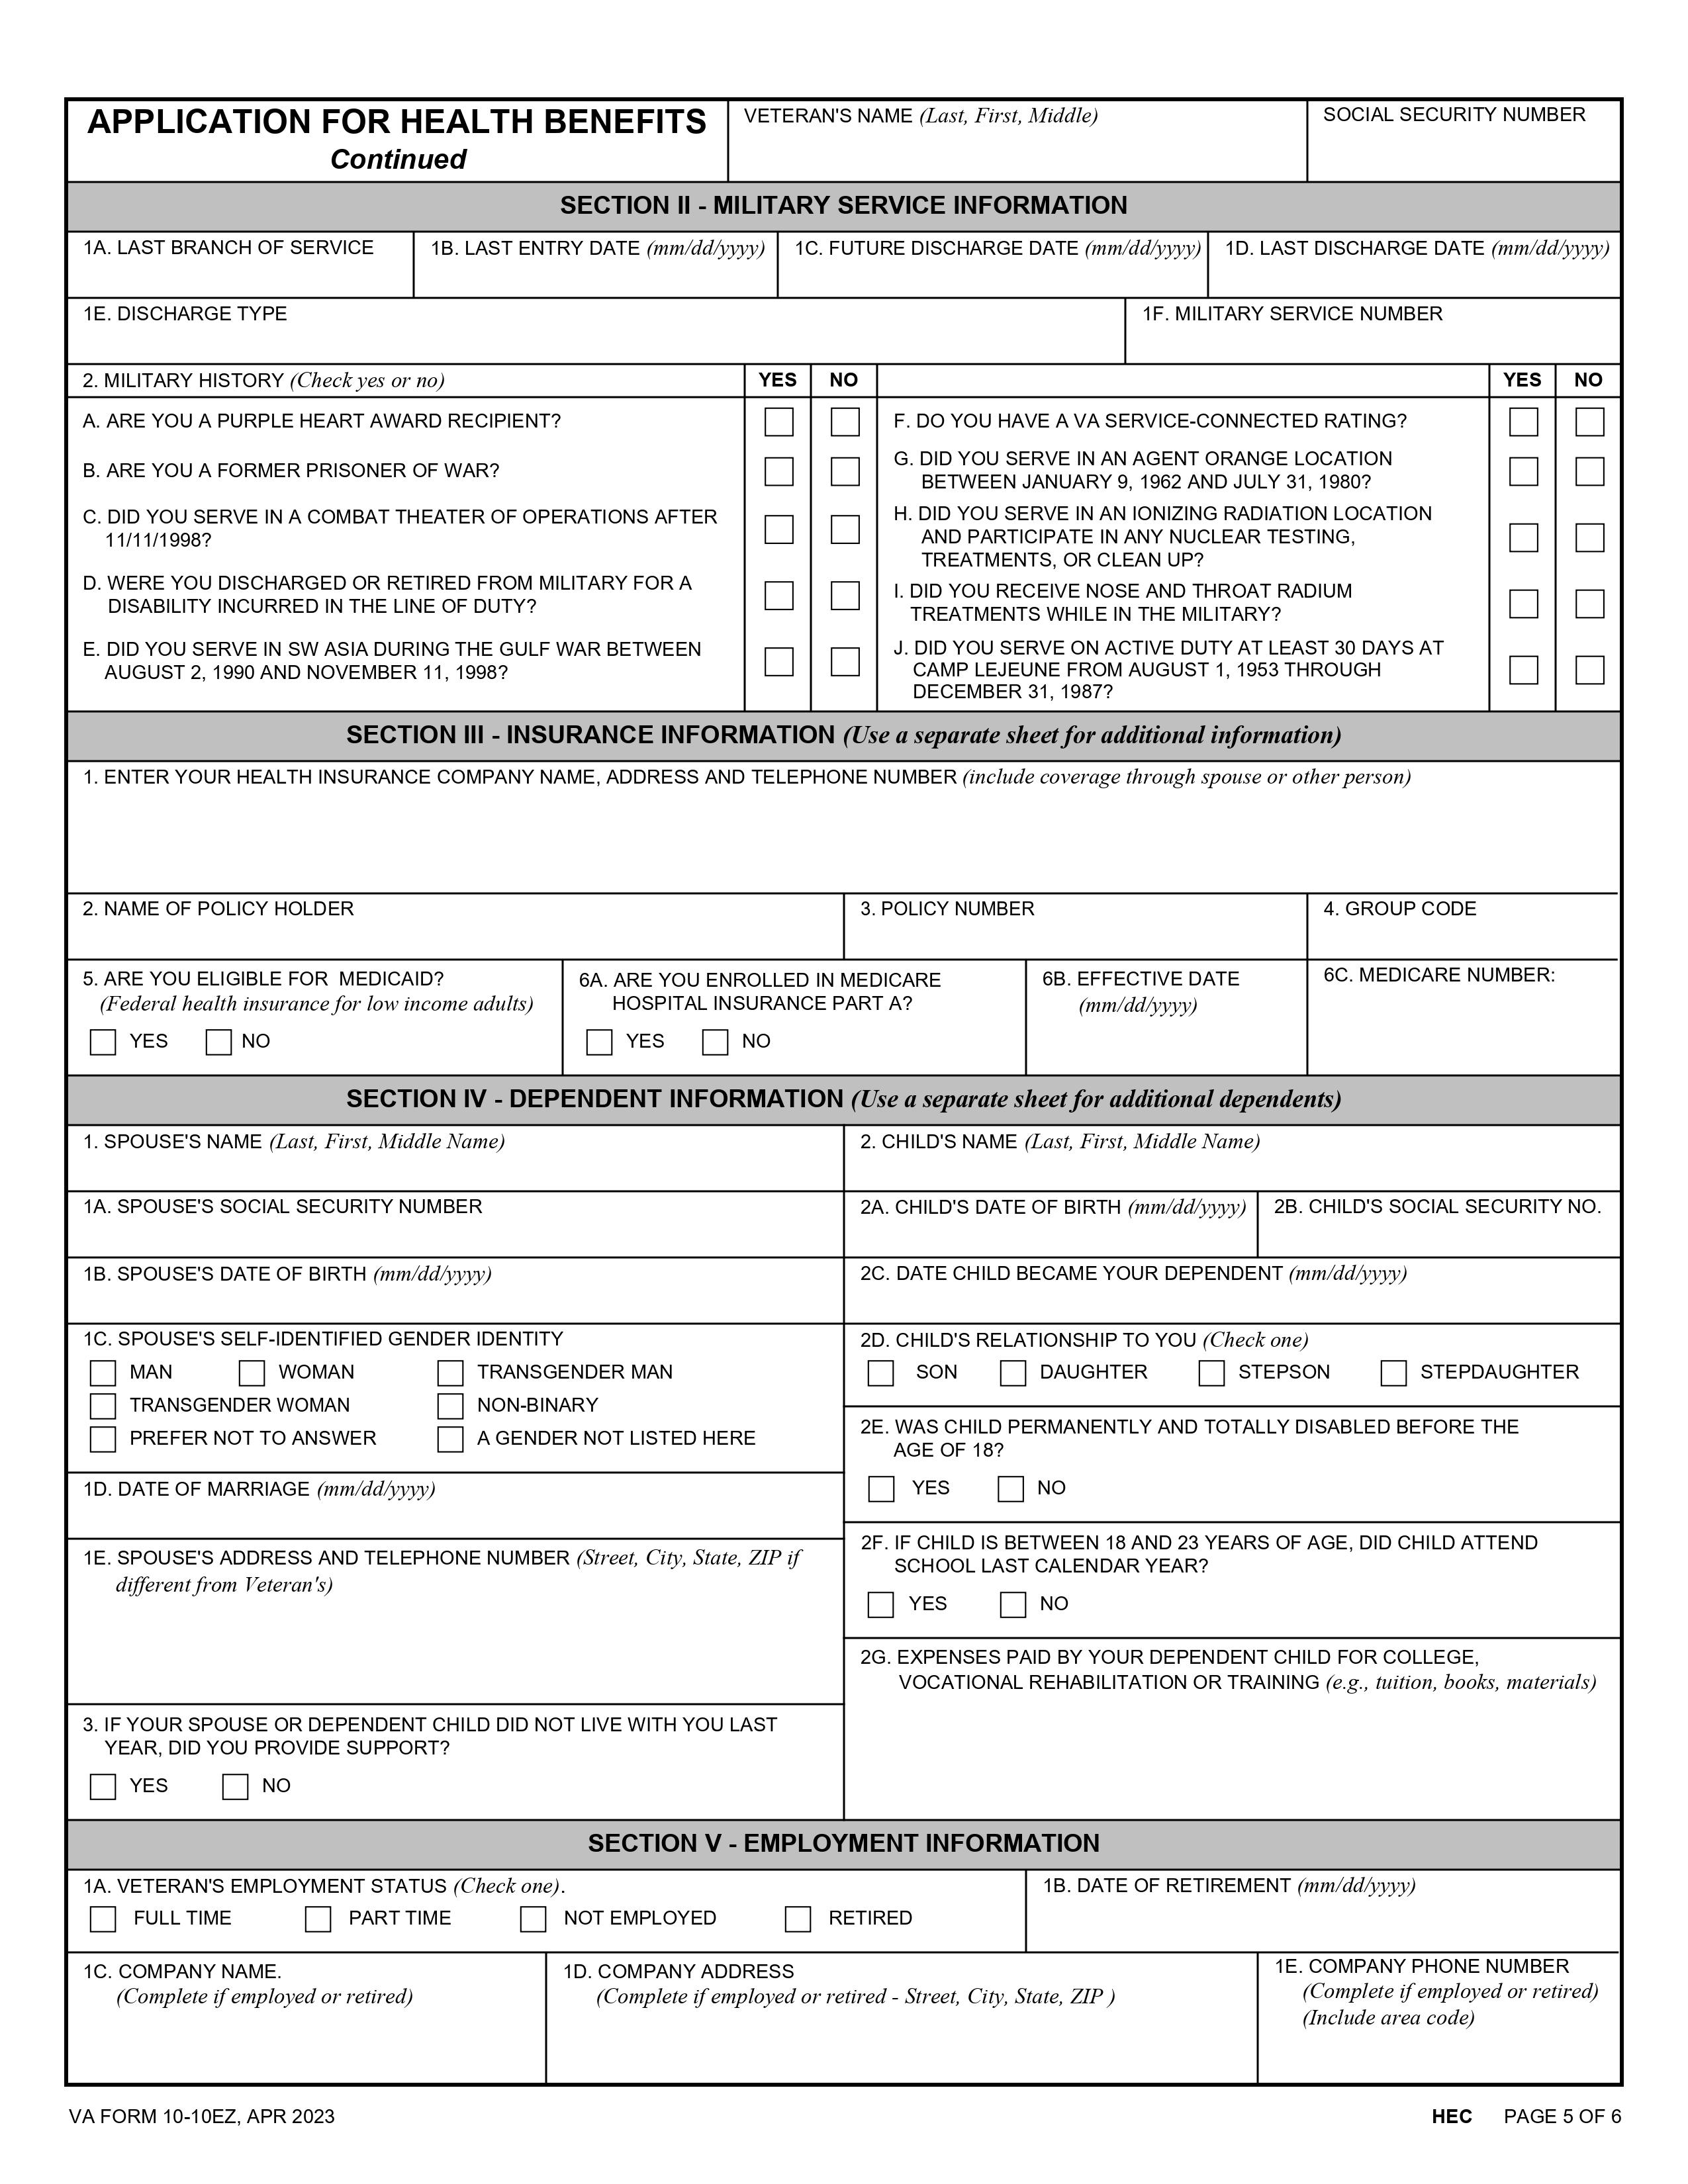 APPLICATION FOR HEALTH BENEFITS
Continued
VETERAN'S NAME (Last, First, Middle)
SOCIAL SECURITY NUMBER
SECTION II - MILITARY SERVICE INFORMATION
1A. LAST BRANCH OF SERVICE
1B. LAST ENTRY DATE (mm/dd/yyyy)
1C. FUTURE DISCHARGE DATE (mm/dd/yyyy)
1D. LAST DISCHARGE DATE (mm/dd/yyyy)
1E. DISCHARGE TYPE
1F. MILITARY SERVICE NUMBER
2. MILITARY HISTORY (Check yes or no)
YES
NO
YES
NO
A. ARE YOU A PURPLE HEART AWARD RECIPIENT?
B. ARE YOU A FORMER PRISONER OF WAR?
C. DID YOU SERVE IN A COMBAT THEATER OF OPERATIONS AFTER
11/11/1998?
D. WERE YOU DISCHARGED OR RETIRED FROM MILITARY FOR A
DISABILITY INCURRED IN THE LINE OF DUTY?
E. DID YOU SERVE IN SW ASIA DURING THE GULF WAR BETWEEN
AUGUST 2, 1990 AND NOVEMBER 11, 1998?
F. DO YOU HAVE A VA SERVICE-CONNECTED RATING?
G. DID YOU SERVE IN AN AGENT ORANGE LOCATION
BETWEEN JANUARY 9, 1962 AND JULY 31, 1980?
H. DID YOU SERVE IN AN IONIZING RADIATION LOCATION
AND PARTICIPATE IN ANY NUCLEAR TESTING,
TREATMENTS, OR CLEAN UP?
I. DID YOU RECEIVE NOSE AND THROAT RADIUM
TREATMENTS WHILE IN THE MILITARY?
J. DID YOU SERVE ON ACTIVE DUTY AT LEAST 30 DAYS AT
CAMP LEJEUNE FROM AUGUST 1, 1953 THROUGH
DECEMBER 31, 1987?
SECTION III - INSURANCE INFORMATION (Use a separate sheet for additional information)
1. ENTER YOUR HEALTH INSURANCE COMPANY NAME, ADDRESS AND TELEPHONE NUMBER (include coverage through spouse or other person)
2. NAME OF POLICY HOLDER
3. POLICY NUMBER
4. GROUP CODE
5. ARE YOU ELIGIBLE FOR MEDICAID?
(Federal health insurance for low income adults)
YES
NO
6A. ARE YOU ENROLLED IN MEDICARE
HOSPITAL INSURANCE PART A?
YES
NO
6B. EFFECTIVE DATE
(mm/dd/yyyy)
6C. MEDICARE NUMBER:
SECTION IV - DEPENDENT INFORMATION (Use a separate sheet for additional dependents)
1. SPOUSE'S NAME (Last, First, Middle Name)
1A. SPOUSE'S SOCIAL SECURITY NUMBER
1B. SPOUSE'S DATE OF BIRTH (mm/dd/yyyy)
1C. SPOUSE'S SELF-IDENTIFIED GENDER IDENTITY
MAN
WOMAN
TRANSGENDER MAN
TRANSGENDER WOMAN
NON-BINARY
PREFER NOT TO ANSWER
A GENDER NOT LISTED HERE
1D. DATE OF MARRIAGE (mm/dd/yyyy)
1E. SPOUSE'S ADDRESS AND TELEPHONE NUMBER (Street, City, State, ZIP if
different from Veteran's)
3. IF YOUR SPOUSE OR DEPENDENT CHILD DID NOT LIVE WITH YOU LAST
YEAR, DID YOU PROVIDE SUPPORT?
YES
NO
2. CHILD'S NAME (Last, First, Middle Name)
2A. CHILD'S DATE OF BIRTH (mm/dd/yyyy)
2B. CHILD'S SOCIAL SECURITY NO.
2C. DATE CHILD BECAME YOUR DEPENDENT (mm/dd/yyyy)
2D. CHILD'S RELATIONSHIP TO YOU (Check one)
SON
DAUGHTER
STEPSON
STEPDAUGHTER
2E. WAS CHILD PERMANENTLY AND TOTALLY DISABLED BEFORE THE
AGE OF 18?
YES
NO
2F. IF CHILD IS BETWEEN 18 AND 23 YEARS OF AGE, DID CHILD ATTEND
SCHOOL LAST CALENDAR YEAR?
YES
NO
2G. EXPENSES PAID BY YOUR DEPENDENT CHILD FOR COLLEGE,
VOCATIONAL REHABILITATION OR TRAINING (e.g., tuition, books, materials)
SECTION V - EMPLOYMENT INFORMATION
1A. VETERAN'S EMPLOYMENT STATUS (Check one).
FULL TIME
PART TIME
NOT EMPLOYED
RETIRED
1B. DATE OF RETIREMENT (mm/dd/yyyy)
1C. COMPANY NAME.
(Complete if employed or retired)
1D. COMPANY ADDRESS
(Complete if employed or retired - Street, City, State, ZIP )
1E. COMPANY PHONE NUMBER
(Complete if employed or retired)
(Include area code)
VA FORM 10-10EZ, APR 2023
HEC PAGE 5 OF 6